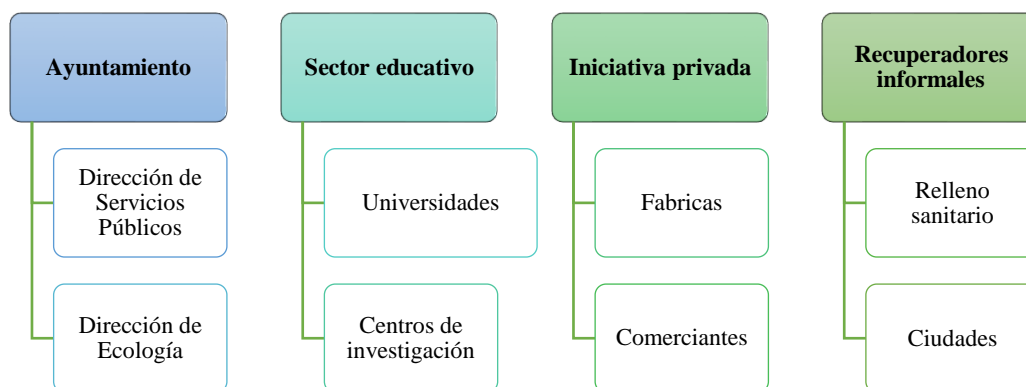 Ayuntamiento
Dirección de
Servicios
Públicos
Dirección de
Ecología
Sector educativo
Universidades
Centros de
investigación
Iniciativa privada
Fabricas
Comerciantes
Recuperadores
informales
Relleno
sanitario
Ciudades